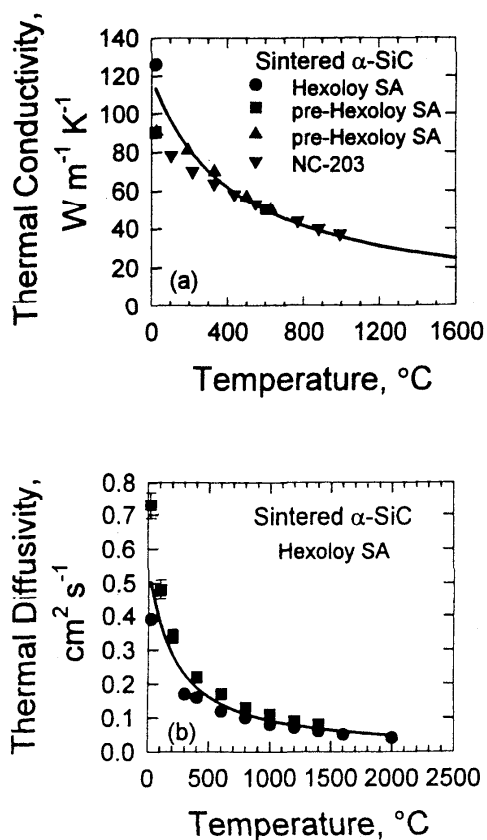 Thermal Conductivity,
W m⁻¹ K⁻¹
140
120
100
80
60
40
20
0
Sintered α-SiC
Hexoloy SA
pre-Hexoloy SA
pre-Hexoloy SA
NC-203
(a)
0 400 800 1200 1600
Temperature, °C
Thermal Diffusivity,
cm² s⁻¹
0.8
0.7
0.6
0.5
0.4
0.3
0.2
0.1
0.0
Sintered α-SiC
Hexoloy SA
(b)
0 500 1000 1500 2000 2500
Temperature, °C